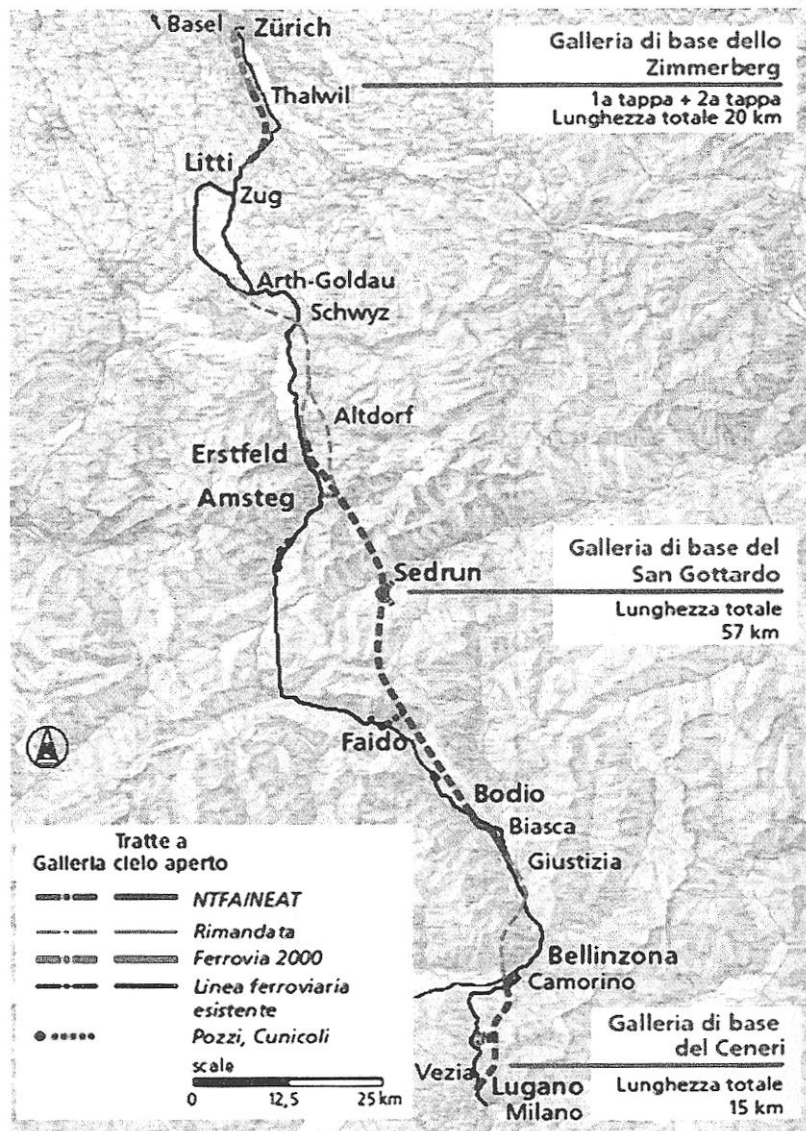 Basel
Zürich
Galleria di base dello
Zimmerberg
Thalwil
1a tappa + 2a tappa
Lunghezza totale 20 km
Litti
Zug
Arth-Goldau
Schwyz
Altdorf
Erstfeld
Amsteg
Galleria di base del
San Gottardo
Sedrun
Lunghezza totale
57 km
Faido
Bodio
Biasca
Giustizia
Tratte a
Galleria cielo aperto
NTFA/NEAT
Rimandata
Ferrovia 2000
Linea ferroviaria
esistente
Pozzi, Cunicoli
scale
0 12,5 25 km
Bellinzona
Camorino
Galleria di base
del Ceneri
Vezia
Lugano
Milano
Lunghezza totale
15 km